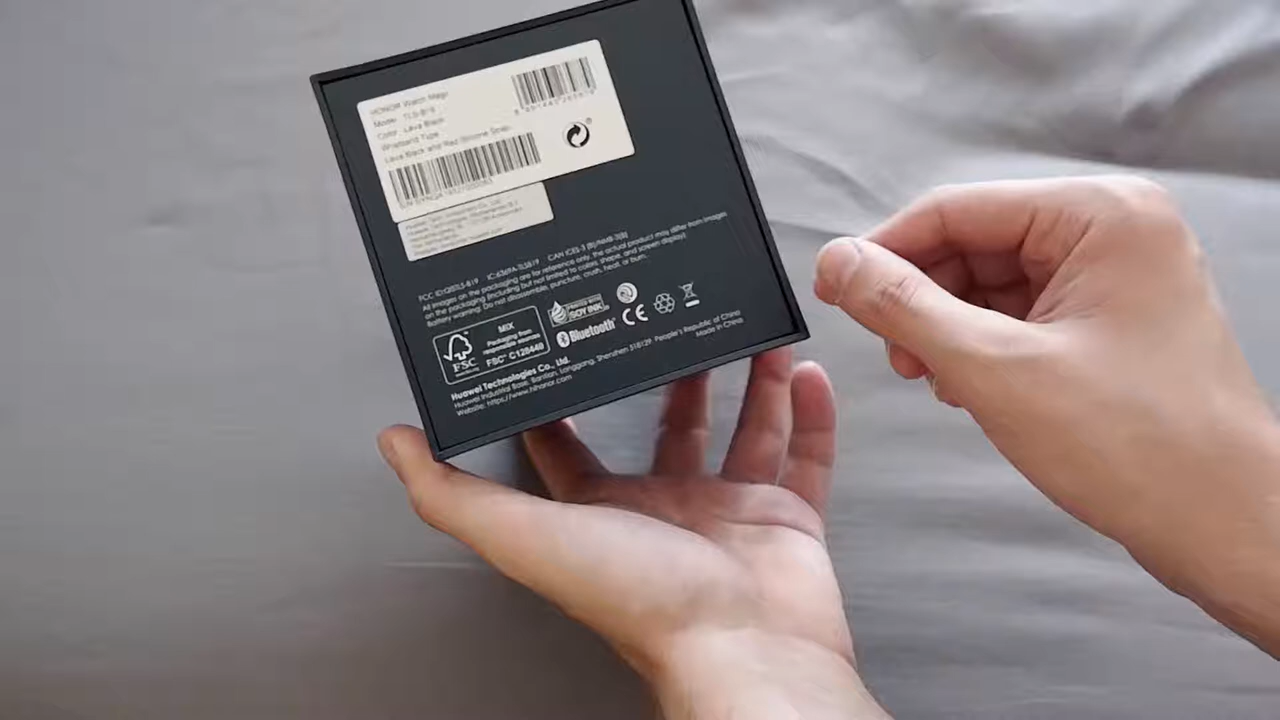 HONOR Watch Magic
Model: TLS-B19
Color: Lava Black
Wristband Type:
Lava Black and Red Silicone Strap
FCC ID:QISTLS-B19 IC:6369A-TLSB19 CAN ICES-3 (B)/NMB-3(B)
All images on the packaging are for reference only, the actual product may differ from images
on the packaging (including but not limited to colors, shape, and screen display).
Battery warning: Do not disassemble, puncture, crush, heat, or burn.
FSC
MIX
Packaging from
responsible sources
FSC™ C128448
PRINTED WITH
SOY INK
Bluetooth®
CE
Huawei Technologies Co., Ltd.
Huawei Industrial Base, Bantian, Longgang, Shenzhen 518129, People's Republic of China
Website: https://www.hihonor.com
Made in China